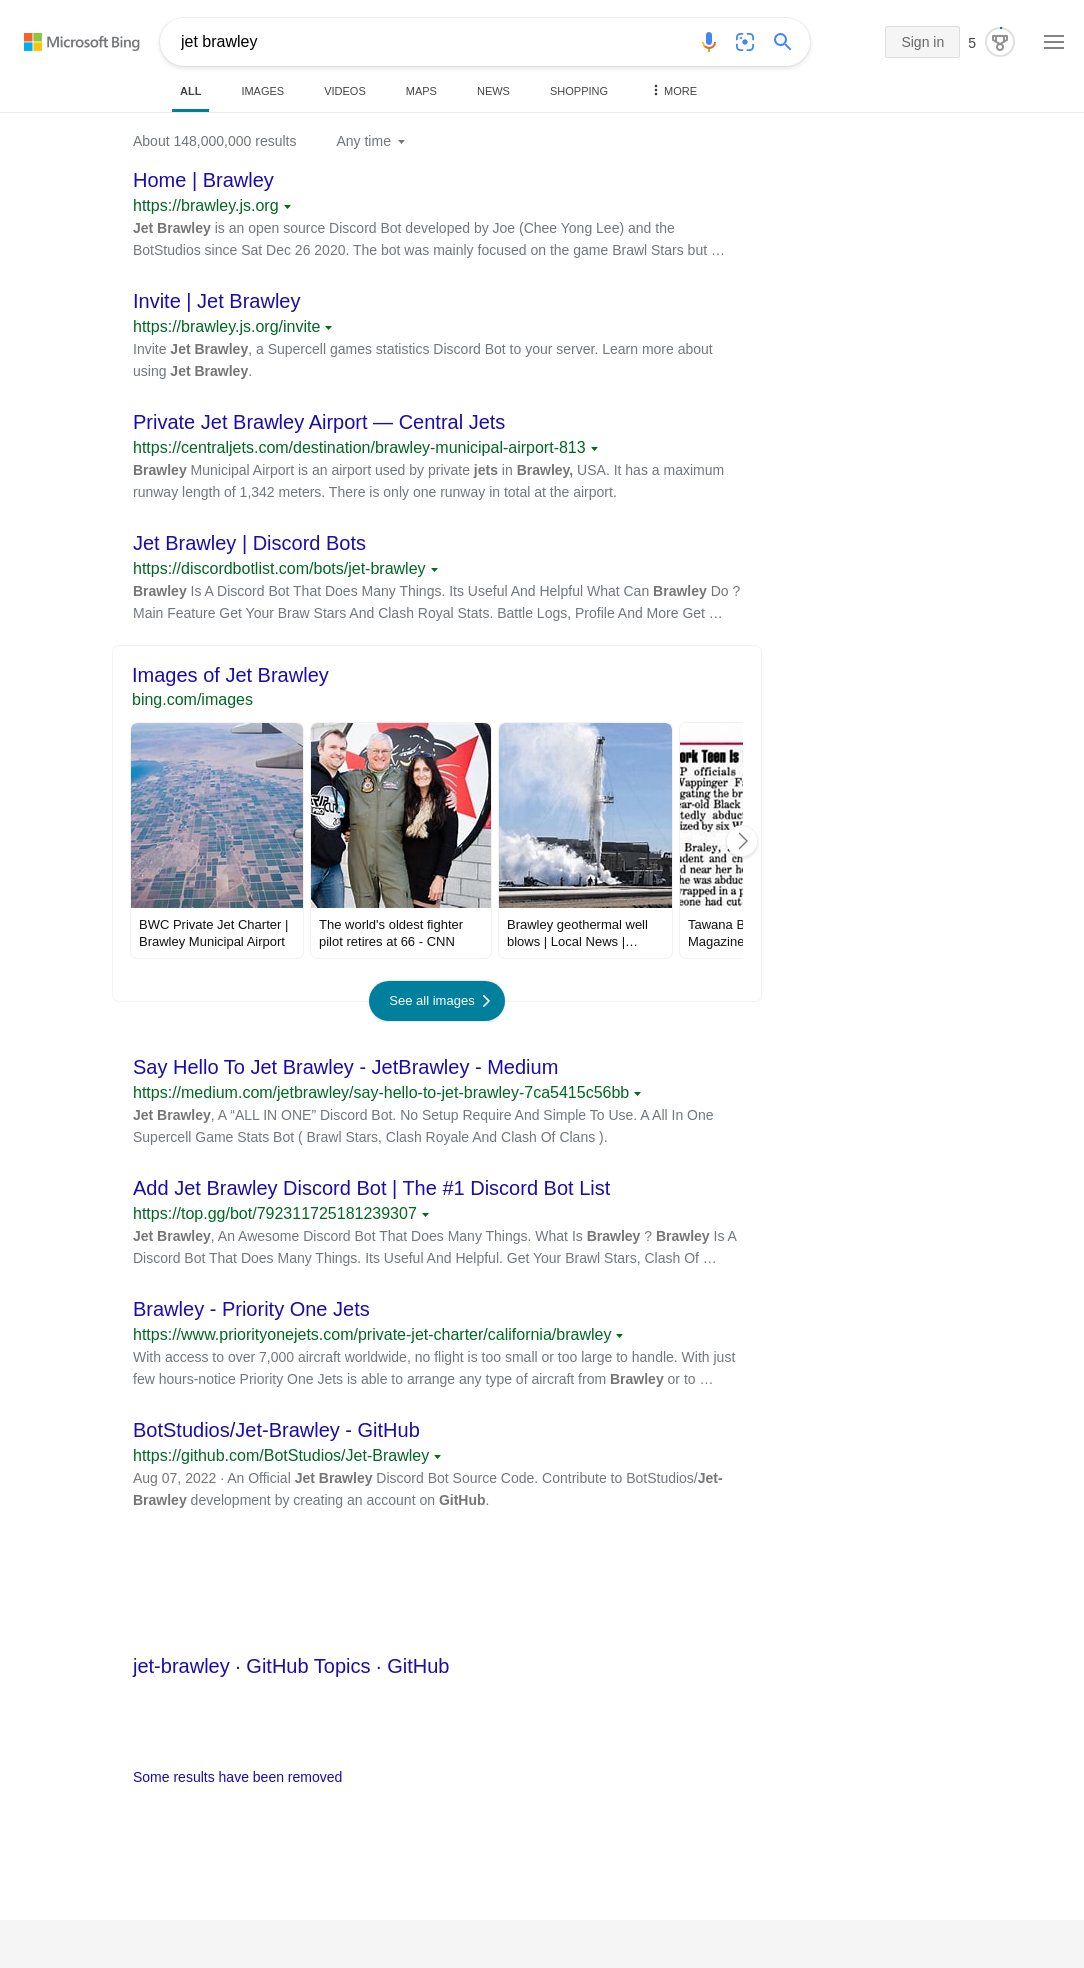 Microsoft Bing
jet brawley
Sign in
5
ALL
IMAGES
VIDEOS
MAPS
NEWS
SHOPPING
MORE
About 148,000,000 results
Any time
Home | Brawley
https://brawley.js.org
Jet Brawley is an open source Discord Bot developed by Joe (Chee Yong Lee) and the
BotStudios since Sat Dec 26 2020. The bot was mainly focused on the game Brawl Stars but …
Invite | Jet Brawley
https://brawley.js.org/invite
Invite Jet Brawley, a Supercell games statistics Discord Bot to your server. Learn more about
using Jet Brawley.
Private Jet Brawley Airport — Central Jets
https://centraljets.com/destination/brawley-municipal-airport-813
Brawley Municipal Airport is an airport used by private jets in Brawley, USA. It has a maximum
runway length of 1,342 meters. There is only one runway in total at the airport.
Jet Brawley | Discord Bots
https://discordbotlist.com/bots/jet-brawley
Brawley Is A Discord Bot That Does Many Things. Its Useful And Helpful What Can Brawley Do ?
Main Feature Get Your Braw Stars And Clash Royal Stats. Battle Logs, Profile And More Get …
Images of Jet Brawley
bing.com/images
ork Teen Is
P officials
Wappinger F
gating the br
ear-old Black
tedly abduc
ized by six W
Braley,
dent and ch
d near her he
he was abduc
wrapped in a p
eone had cut
BWC Private Jet Charter |
Brawley Municipal Airport
The world's oldest fighter
pilot retires at 66 - CNN
Brawley geothermal well
blows | Local News |…
Tawana B
Magazine
See all images
Say Hello To Jet Brawley - JetBrawley - Medium
https://medium.com/jetbrawley/say-hello-to-jet-brawley-7ca5415c56bb
Jet Brawley, A “ALL IN ONE” Discord Bot. No Setup Require And Simple To Use. A All In One
Supercell Game Stats Bot ( Brawl Stars, Clash Royale And Clash Of Clans ).
Add Jet Brawley Discord Bot | The #1 Discord Bot List
https://top.gg/bot/792311725181239307
Jet Brawley, An Awesome Discord Bot That Does Many Things. What Is Brawley ? Brawley Is A
Discord Bot That Does Many Things. Its Useful And Helpful. Get Your Brawl Stars, Clash Of …
Brawley - Priority One Jets
https://www.priorityonejets.com/private-jet-charter/california/brawley
With access to over 7,000 aircraft worldwide, no flight is too small or too large to handle. With just
few hours-notice Priority One Jets is able to arrange any type of aircraft from Brawley or to …
BotStudios/Jet-Brawley - GitHub
https://github.com/BotStudios/Jet-Brawley
Aug 07, 2022 · An Official Jet Brawley Discord Bot Source Code. Contribute to BotStudios/Jet-
Brawley development by creating an account on GitHub.
jet-brawley · GitHub Topics · GitHub
Some results have been removed